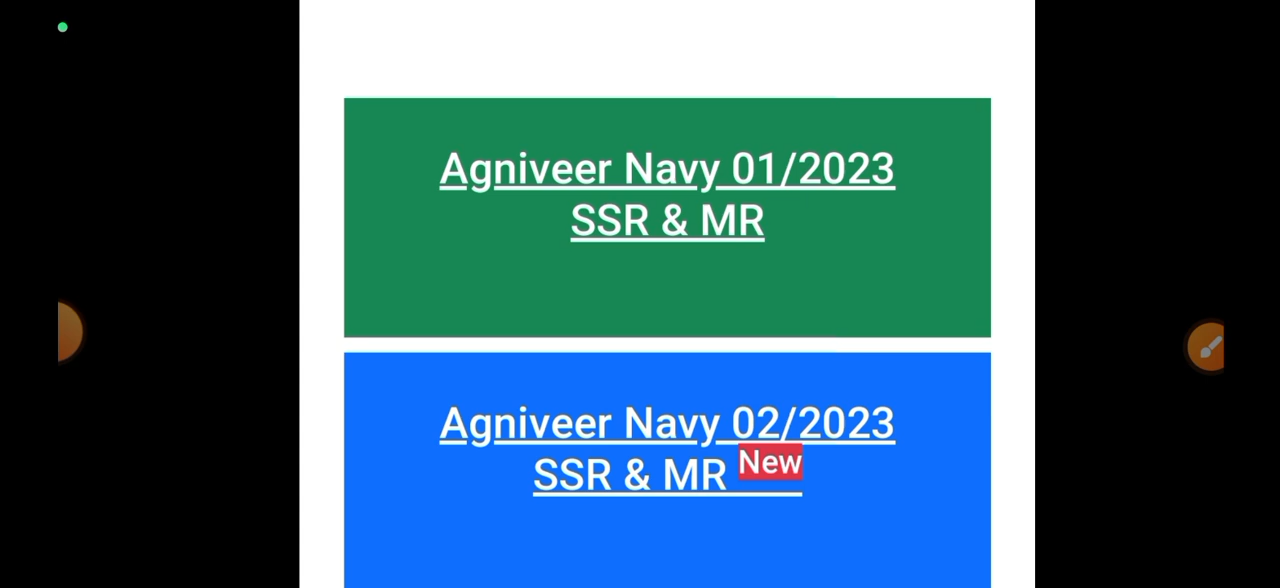 Agniveer Navy 01/2023
SSR & MR
Agniveer Navy 02/2023
SSR & MR New